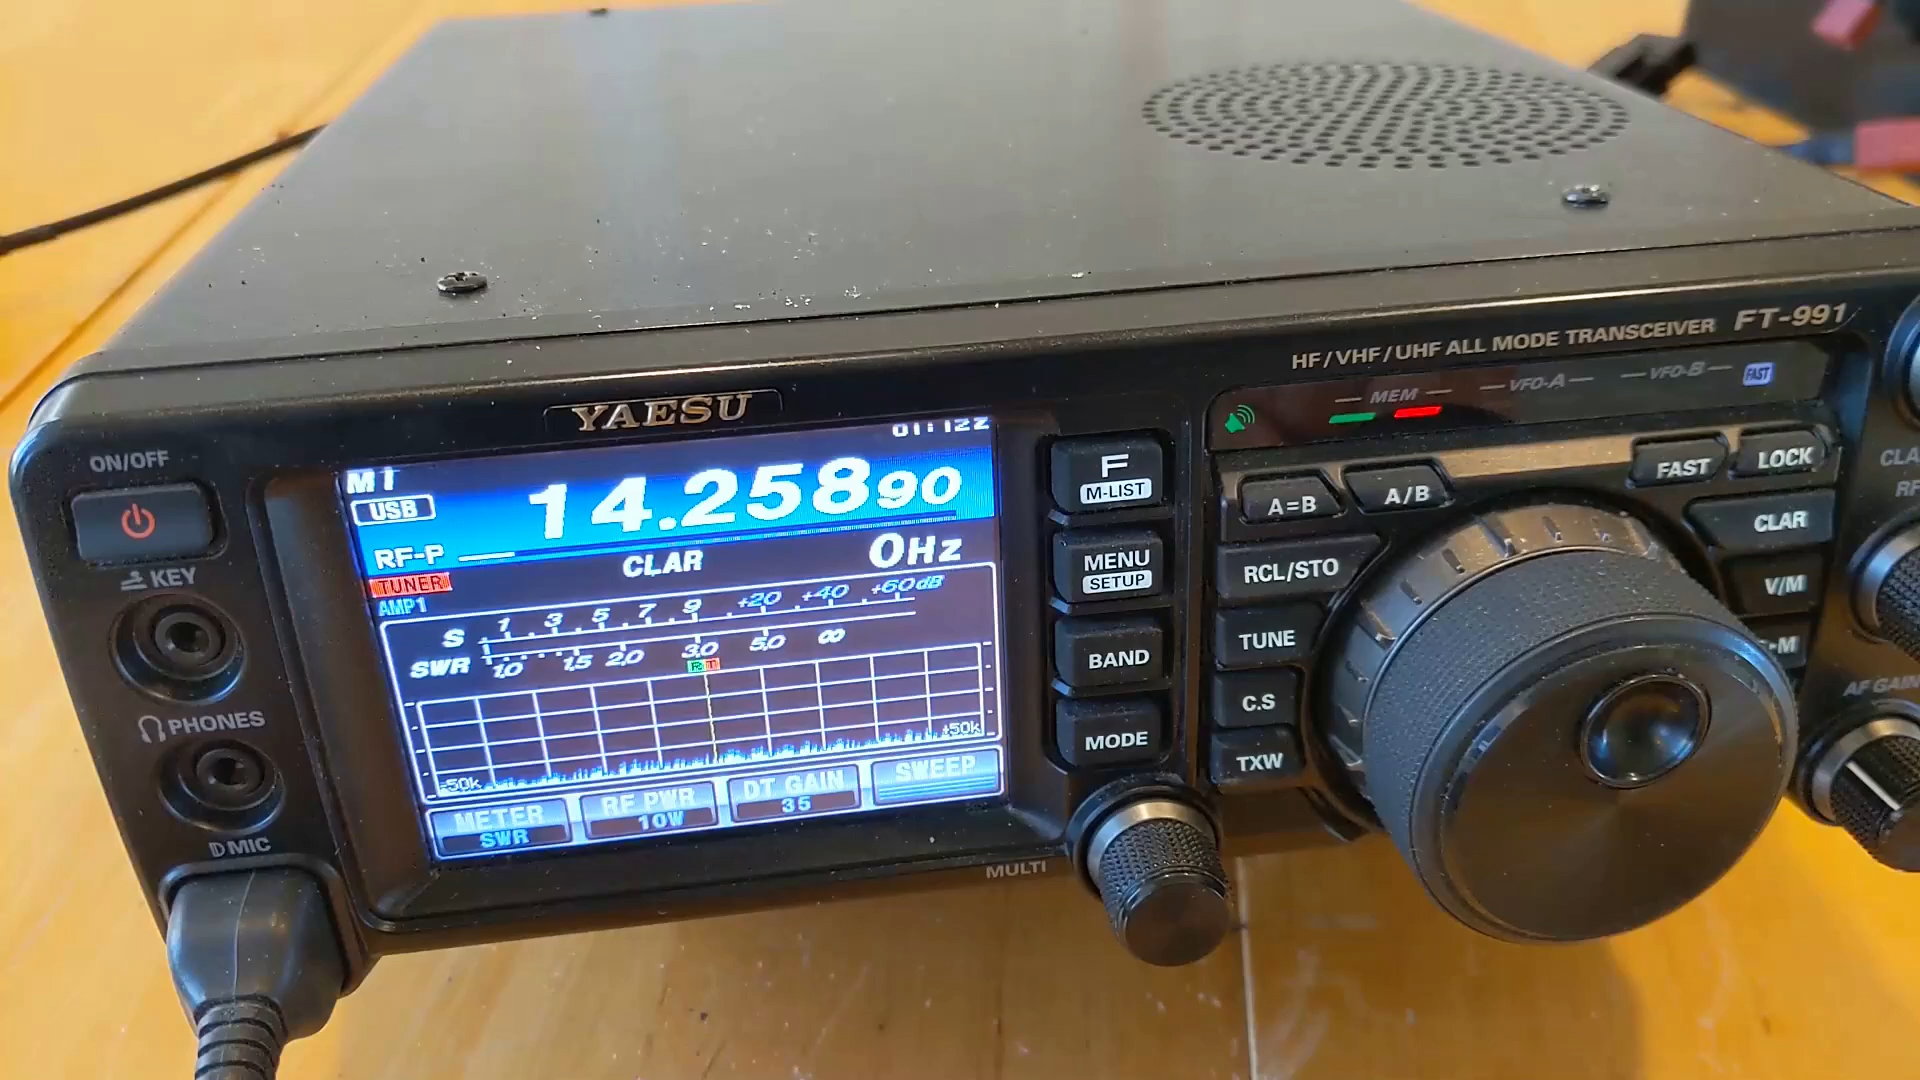 HF/VHF/UHF ALL MODE TRANSCEIVER FT-991
MEM VFO-A VFO-B FAST
YAESU
ON/OFF
KEY
PHONES
MIC
01:12Z
USB
14.258 90
RF-P
CLAR 0Hz
TUNER
AMP1
S 1 3 5 7 9 +20 +40 +60dB
SWR 1.0 1.5 2.0 3.0 5.0 ∞
-50k +50k
METER
SWR
RF PWR
10W
DT GAIN
35
SWEEP
F
M-LIST
MENU
SETUP
BAND
MODE
MULTI
A=B
A/B
FAST
LOCK
RCL/STO
CLAR
TUNE
V/M
C.S
TXW
AF GAIN